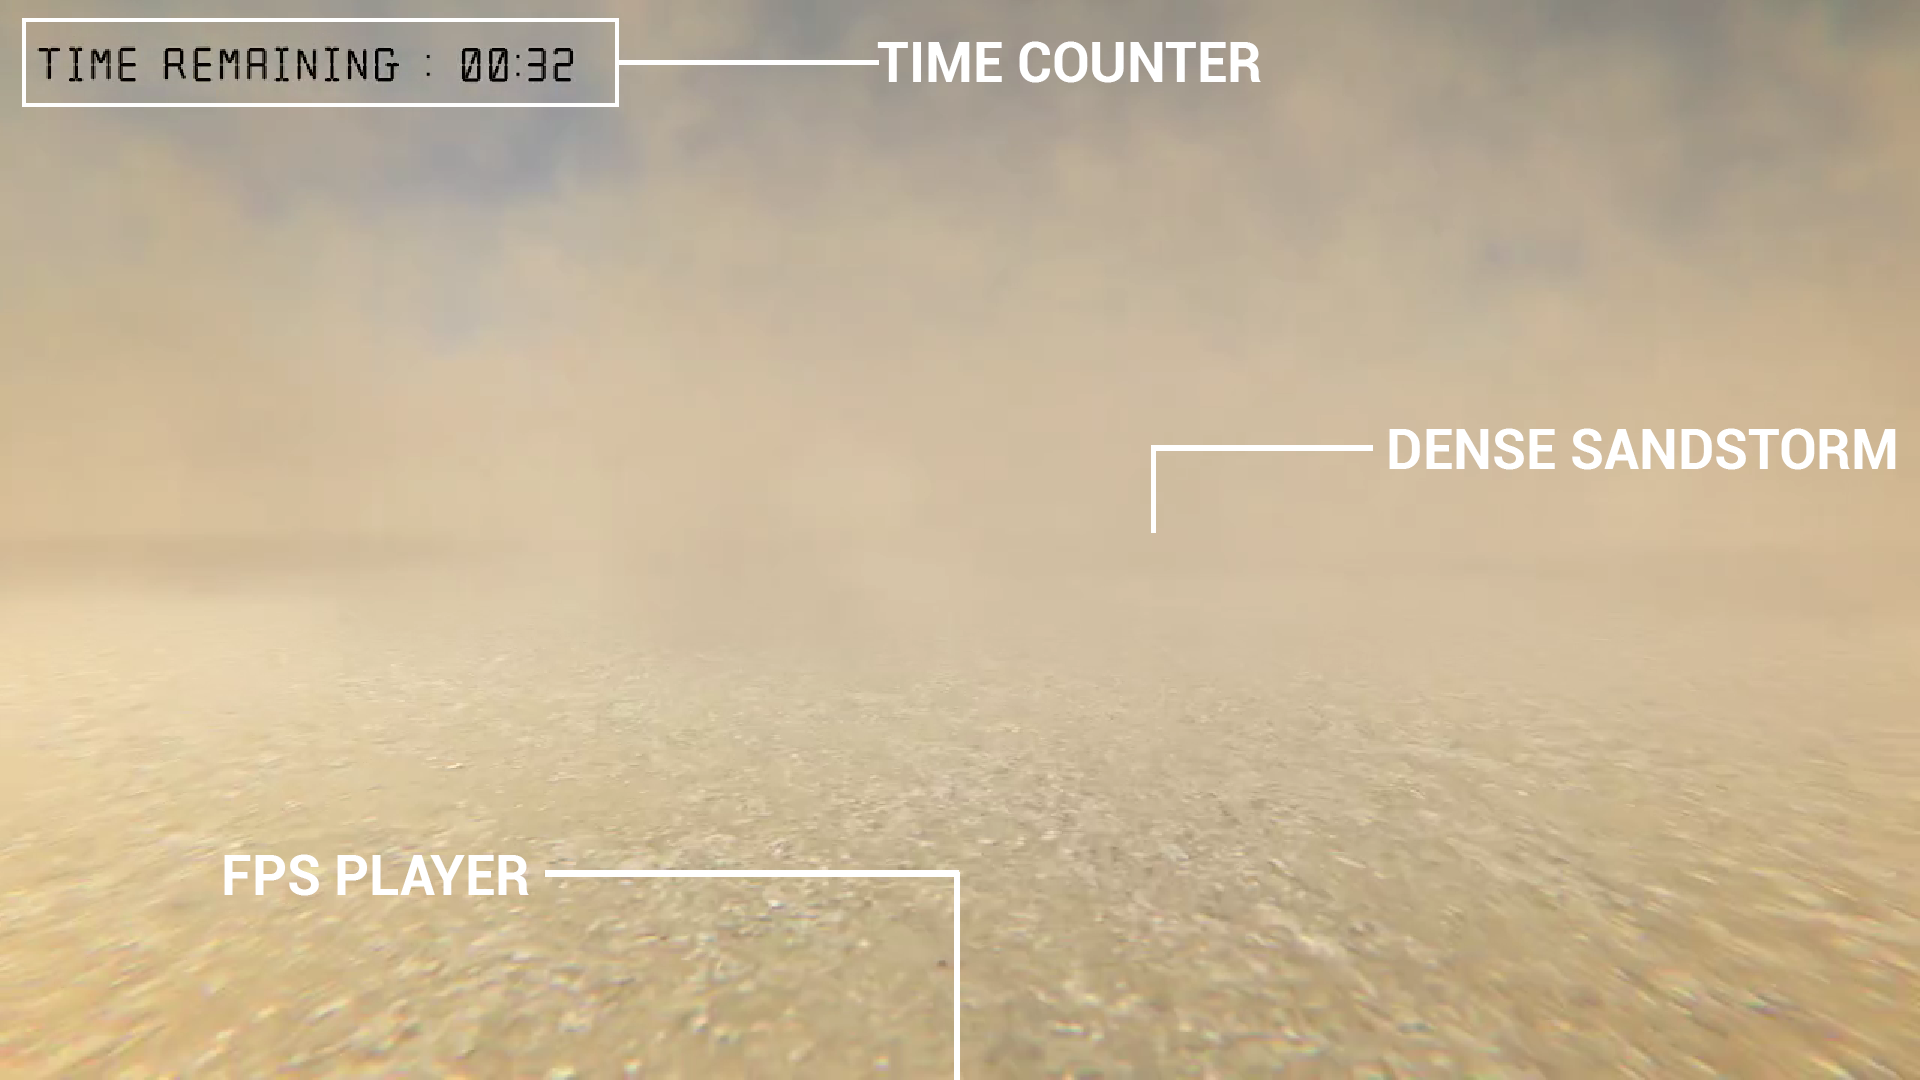 TIME REMAINING : 00:32
TIME COUNTER
DENSE SANDSTORM
FPS PLAYER